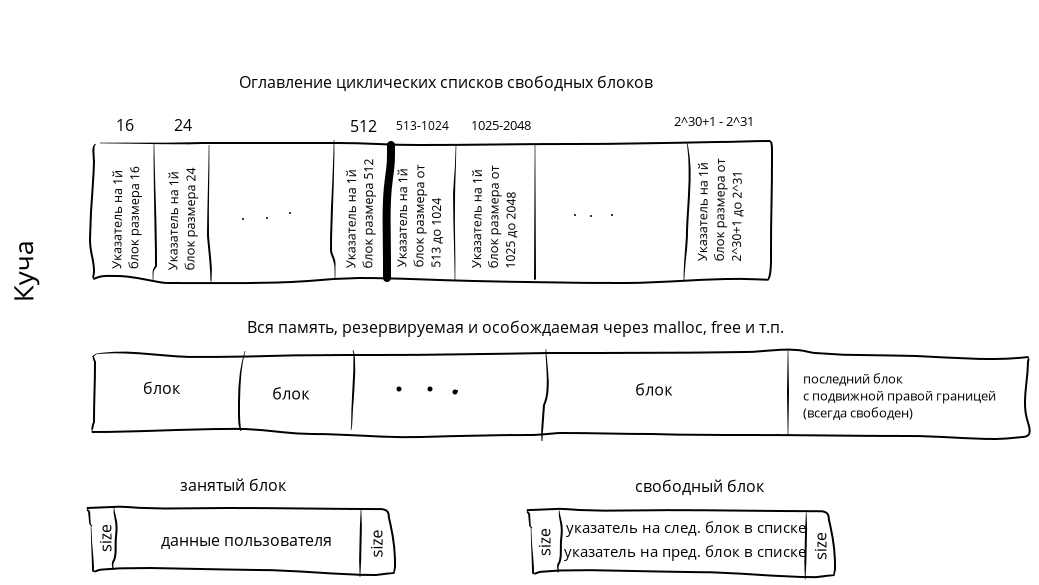 Оглавление циклических списков свободных блоков
16 24 512 513-1024 1025-2048 2^30+1 - 2^31
Указатель на 1й
блок размера 16
Указатель на 1й
блок размера 24
. . .
Указатель на 1й
блок размера 512
Указатель на 1й
блок размера от
513 до 1024
Указатель на 1й
блок размера от
1025 до 2048
. . .
Указатель на 1й
блок размера от
2^30+1 до 2^31
Куча
Вся память, резервируемая и особождаемая через malloc, free и т.п.
блок
блок
. . .
блок
последний блок
с подвижной правой границей
(всегда свободен)
занятый блок
size
данные пользователя
size
свободный блок
size
указатель на след. блок в списке
указатель на пред. блок в списке
size